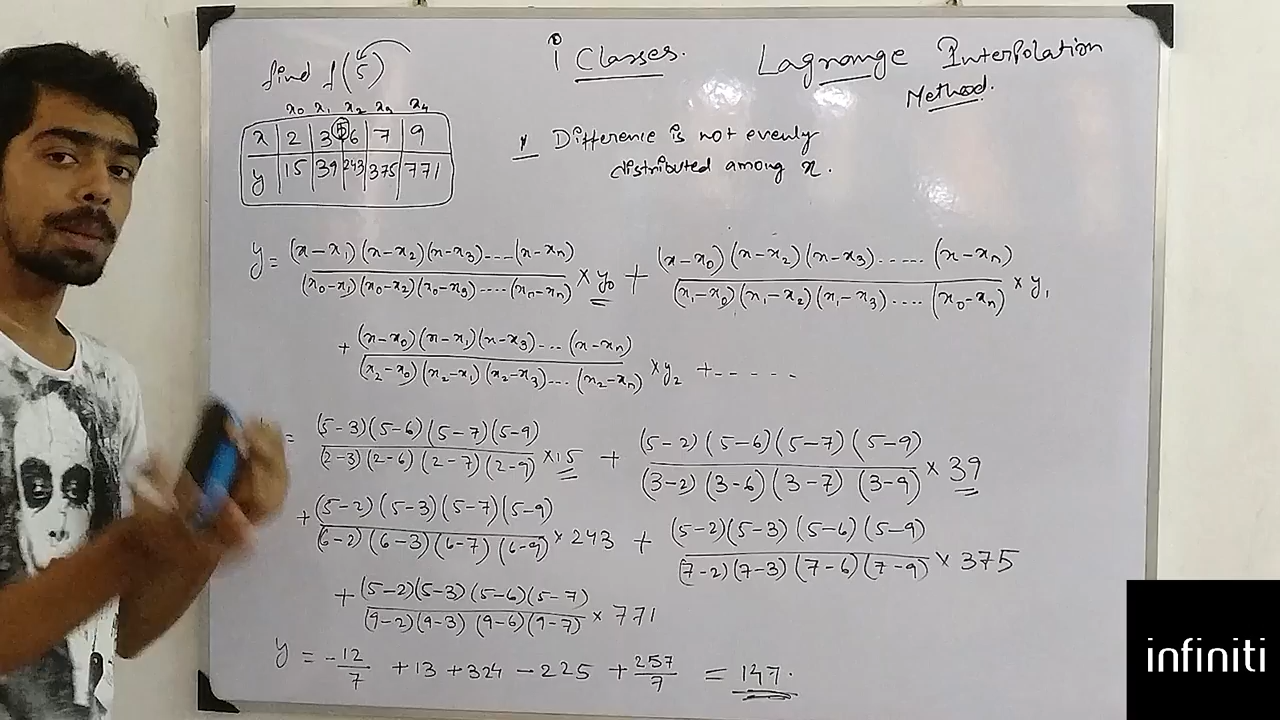 i Classes.
Lagrange Interpolation
Method.
find f(5)
x₀ x₁ x₂ x₃ x₄
x | 2 | 3 5 | 6 | 7 | 9
y | 15 | 39 | 243 | 375 | 771
* Difference is not evenly
distributed among x.
y = (x-x₁)(x-x₂)(x-x₃)....(x-xₙ) / (x₀-x₁)(x₀-x₂)(x₀-x₃)....(x₀-xₙ) × y₀ + (x-x₀)(x-x₂)(x-x₃)......(x-xₙ) / (x₁-x₀)(x₁-x₂)(x₁-x₃)....(x₀-xₙ) × y₁
+ (x-x₀)(x-x₁)(x-x₃)...(x-xₙ) / (x₂-x₀)(x₂-x₁)(x₂-x₃)...(x₂-xₙ) × y₂ + ------
= (5-3)(5-6)(5-7)(5-9) / (2-3)(2-6)(2-7)(2-9) × 15 + (5-2)(5-6)(5-7)(5-9) / (3-2)(3-6)(3-7)(3-9) × 39
+ (5-2)(5-3)(5-7)(5-9) / (6-2)(6-3)(6-7)(6-9) × 243 + (5-2)(5-3)(5-6)(5-9) / (7-2)(7-3)(7-6)(7-9) × 375
+ (5-2)(5-3)(5-6)(5-7) / (9-2)(9-3)(9-6)(9-7) × 771
y = -12/7 + 13 + 324 - 225 + 257/7 = 147.
infiniti